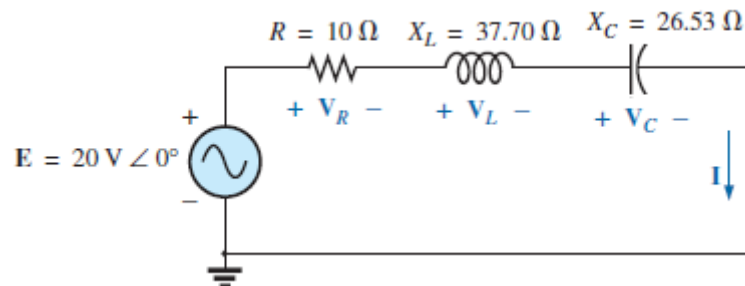 R = 10 Ω X_L = 37.70 Ω X_C = 26.53 Ω
+ V_R − + V_L − + V_C −
+
E = 20 V ∠ 0°
I
−